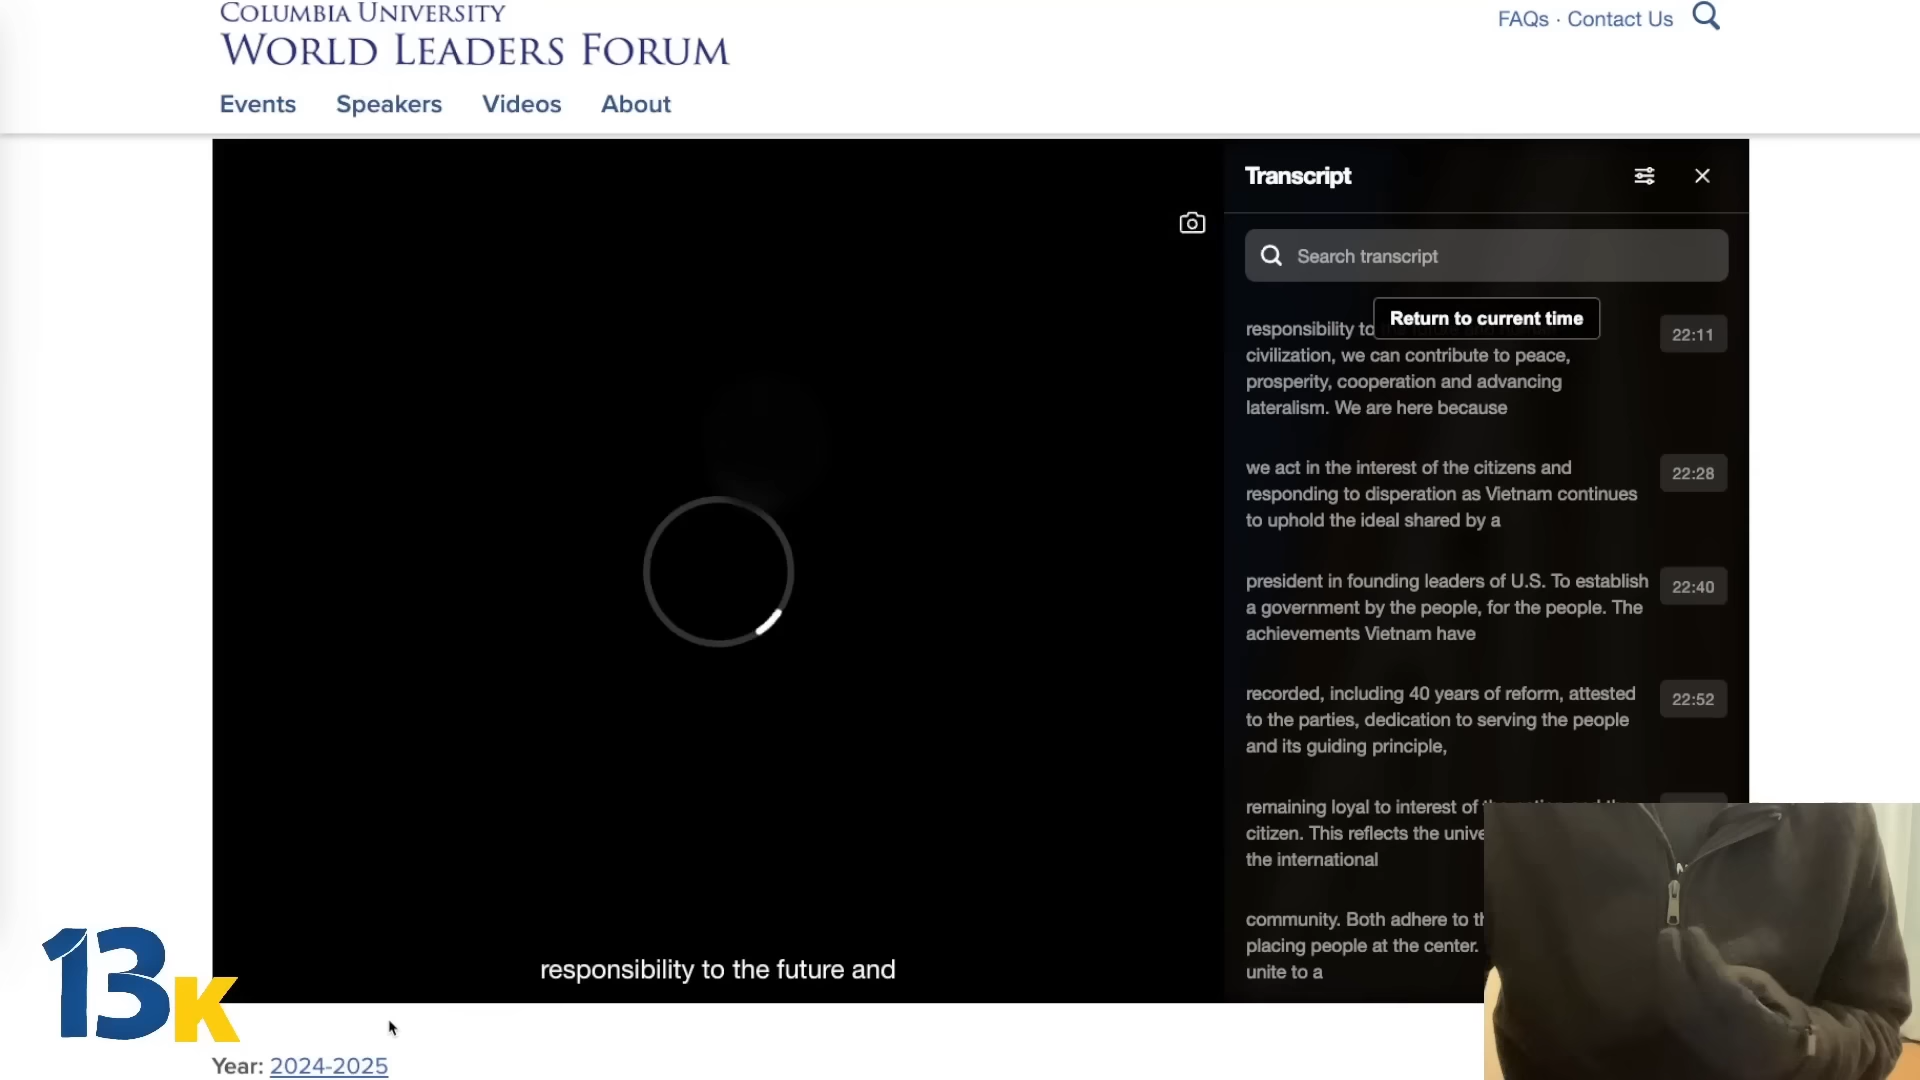 COLUMBIA UNIVERSITY
WORLD LEADERS FORUM
FAQs · Contact Us
Events Speakers Videos About
Transcript
Search transcript
Return to current time
responsibility to
civilization, we can contribute to peace,
prosperity, cooperation and advancing
lateralism. We are here because
22:11
we act in the interest of the citizens and
responding to disperation as Vietnam continues
to uphold the ideal shared by a
22:28
president in founding leaders of U.S. To establish
a government by the people, for the people. The
achievements Vietnam have
22:40
recorded, including 40 years of reform, attested
to the parties, dedication to serving the people
and its guiding principle,
22:52
remaining loyal to interest of
citizen. This reflects the
the international
community. Both adhere to
placing people at the center.
unite to a
responsibility to the future and
13K
Year: 2024-2025